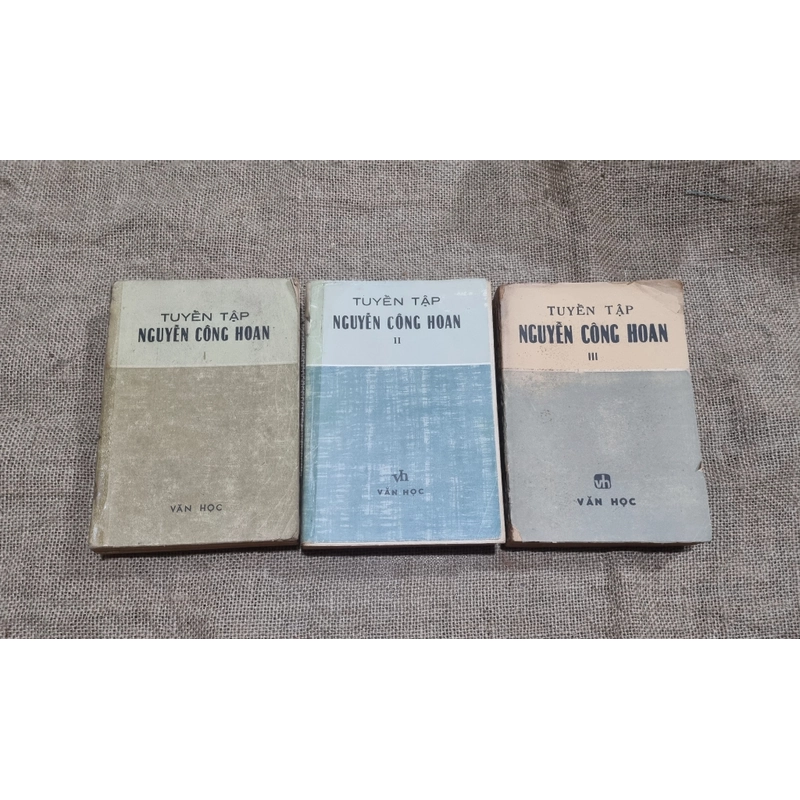 TUYỂN TẬP
NGUYỄN CÔNG HOAN
I
VĂN HỌC
TUYỂN TẬP
NGUYỄN CÔNG HOAN
II
vh
VĂN HỌC
TUYỂN TẬP
NGUYỄN CÔNG HOAN
III
vh
VĂN HỌC